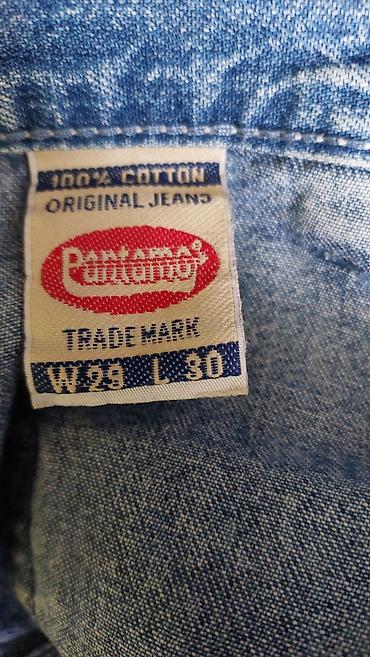 100% COTTON
ORIGINAL JEANS
Pantamo's
TRADE MARK
W 29 L 30